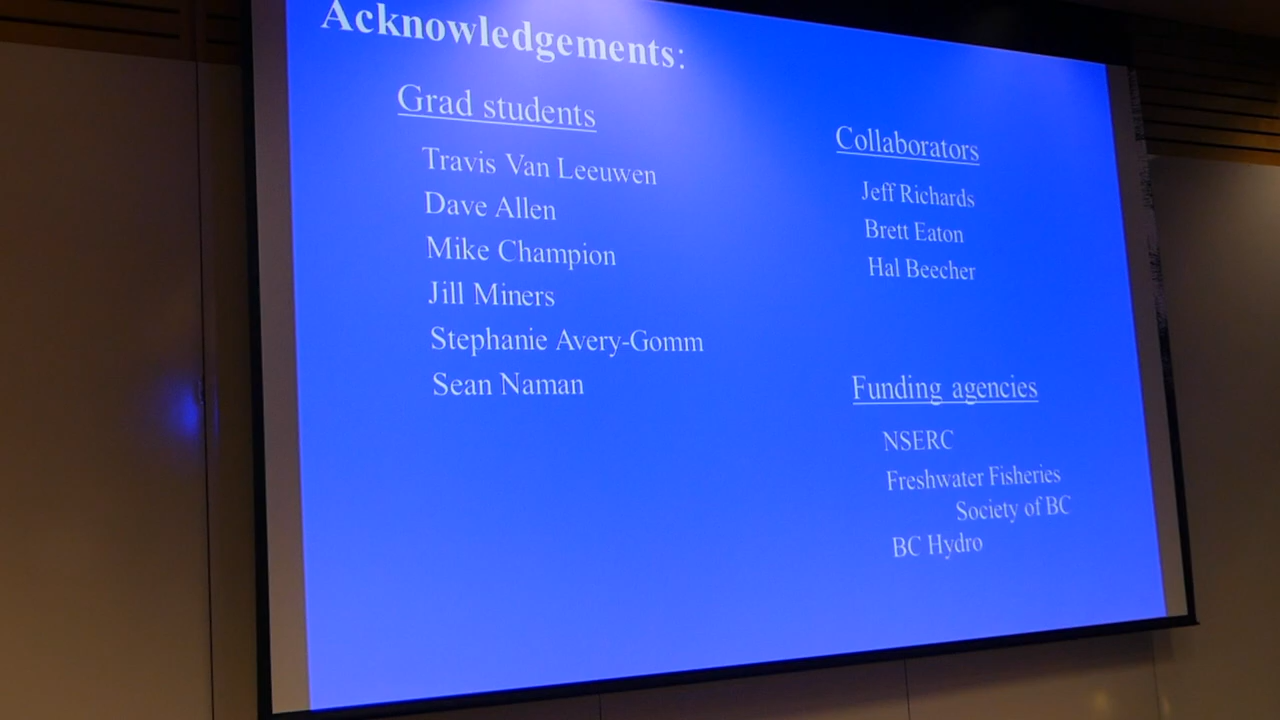 Acknowledgements:
Grad students
Travis Van Leeuwen
Dave Allen
Mike Champion
Jill Miners
Stephanie Avery-Gomm
Sean Naman
Collaborators
Jeff Richards
Brett Eaton
Hal Beecher
Funding agencies
NSERC
Freshwater Fisheries
Society of BC
BC Hydro